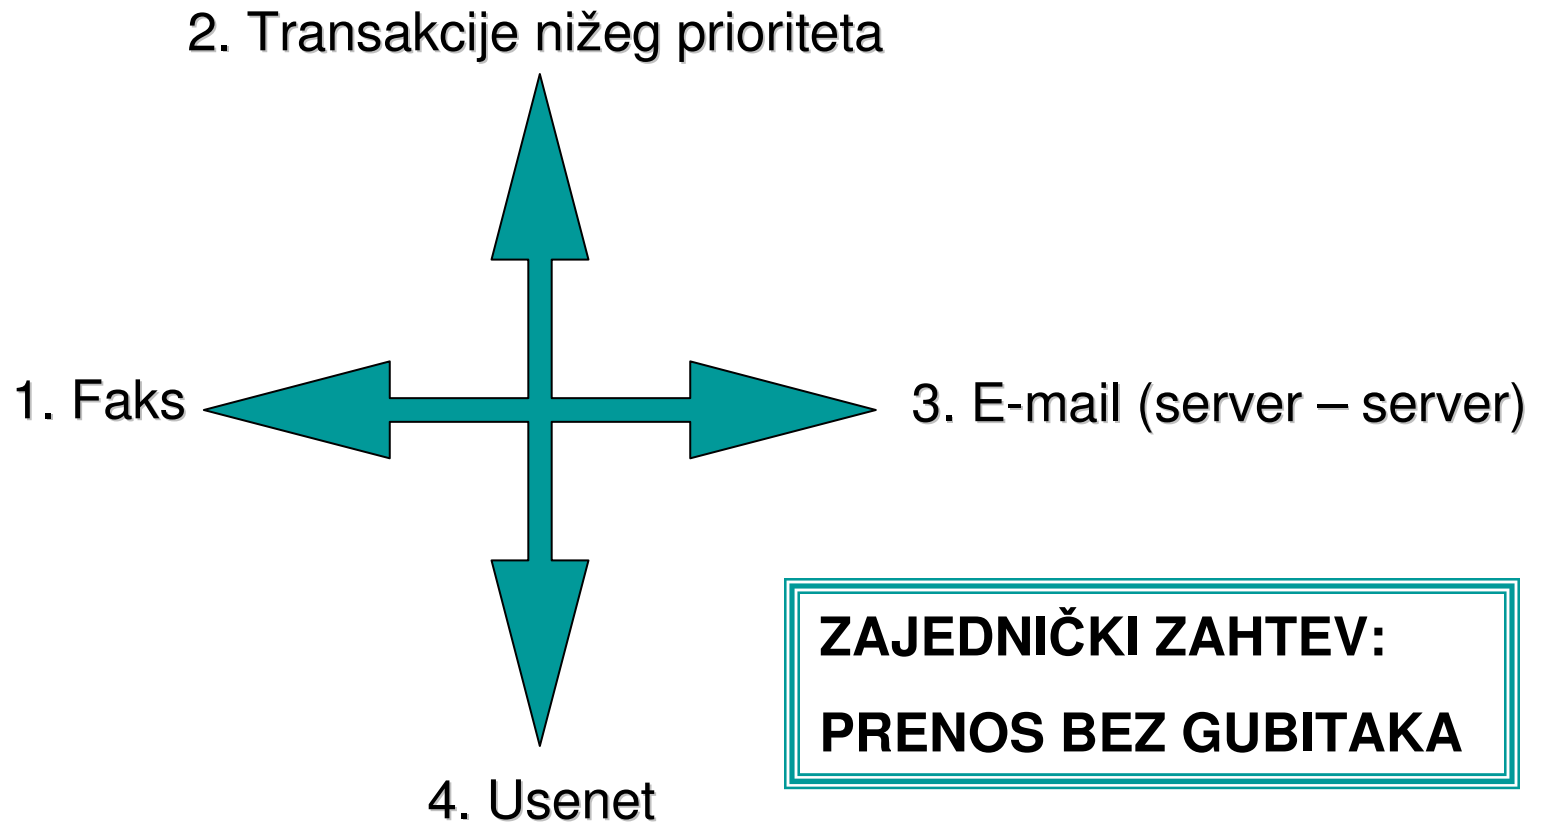 2. Transakcije nižeg prioriteta
1. Faks
3. E-mail (server – server)
ZAJEDNIČKI ZAHTEV:
PRENOS BEZ GUBITAKA
4. Usenet